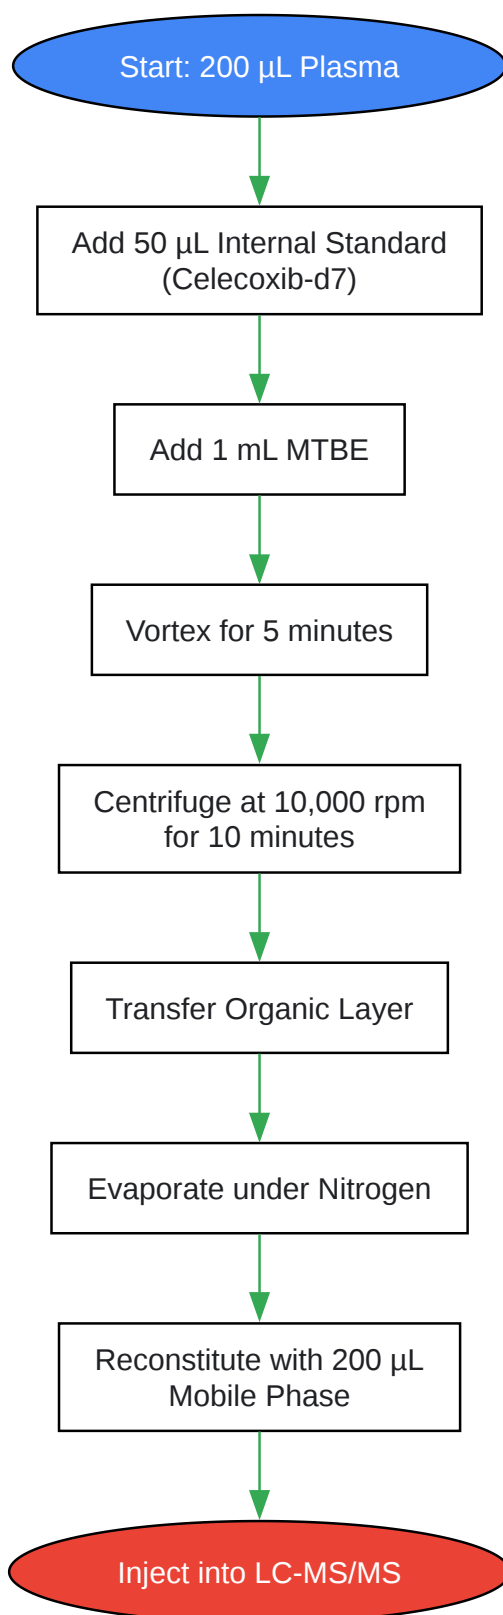 Start: 200 µL Plasma
Add 50 µL Internal Standard
(Celecoxib-d7)
Add 1 mL MTBE
Vortex for 5 minutes
Centrifuge at 10,000 rpm
for 10 minutes
Transfer Organic Layer
Evaporate under Nitrogen
Reconstitute with 200 µL
Mobile Phase
Inject into LC-MS/MS